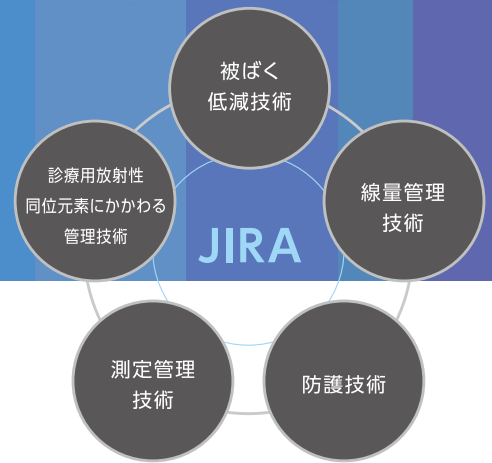 被ばく
低減技術
診療用放射性
同位元素にかかわる
管理技術
線量管理
技術
JIRA
測定管理
技術
防護技術